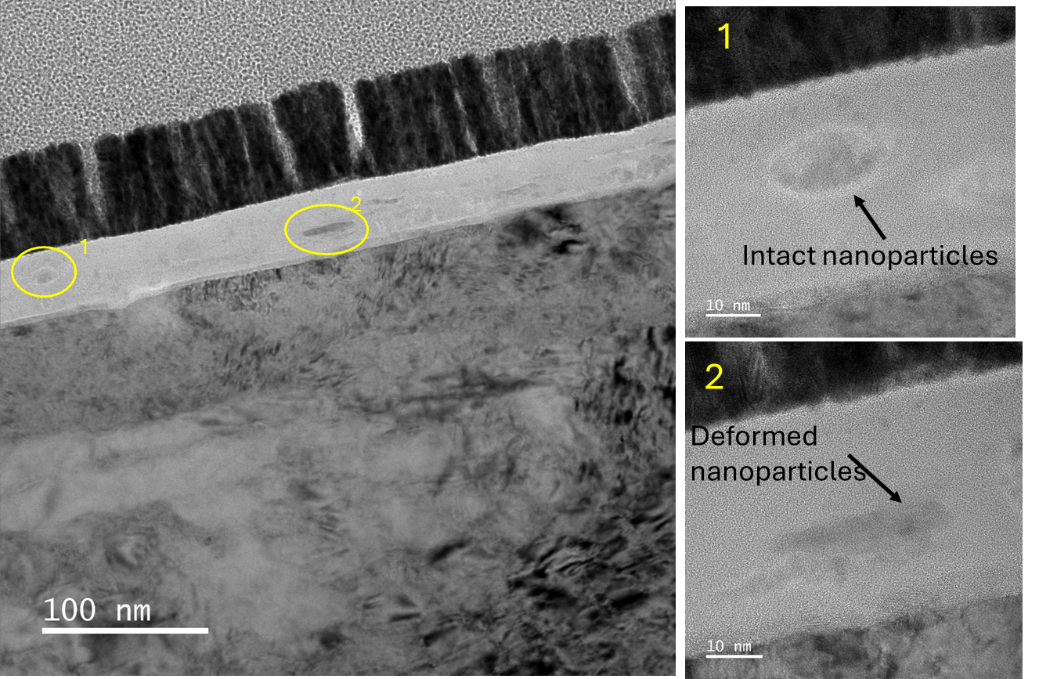 1
2
100 nm
1
Intact nanoparticles
10 nm
2
Deformed
nanoparticles
10 nm